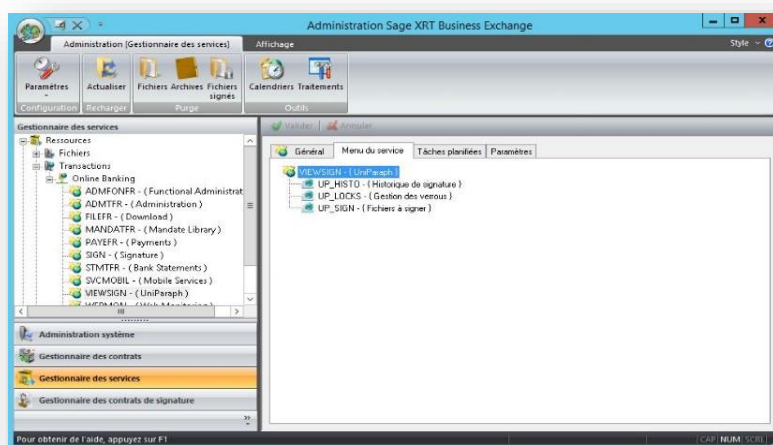 Administration Sage XRT Business Exchange
Administration [Gestionnaire des services] Affichage Style
Paramètres Actualiser Fichiers Archives Fichiers signés Calendriers Traitements
Configuration Recharger Purge Outils
Gestionnaire des services
Valider Annuler
Ressources
Fichiers
Transactions
Online Banking
ADMFONFR - ( Functional Administrat
ADMTFR - ( Administration )
FILEFR - ( Download )
MANDATFR - ( Mandate Library )
PAYEFR - ( Payments )
SIGN - ( Signature )
STMTFR - ( Bank Statements )
SVCMOBIL - ( Mobile Services )
VIEWSIGN - ( UniParaph )
Général Menu du service Tâches planifiées Paramètres
VIEWSIGN - ( UniParaph )
UP_HISTO - ( Historique de signature )
UP_LOCKS - ( Gestion des verrous )
UP_SIGN - ( Fichiers à signer )
Administration système
Gestionnaire des contrats
Gestionnaire des services
Gestionnaire des contrats de signature
Pour obtenir de l'aide, appuyez sur F1
CAP NUM SCRL